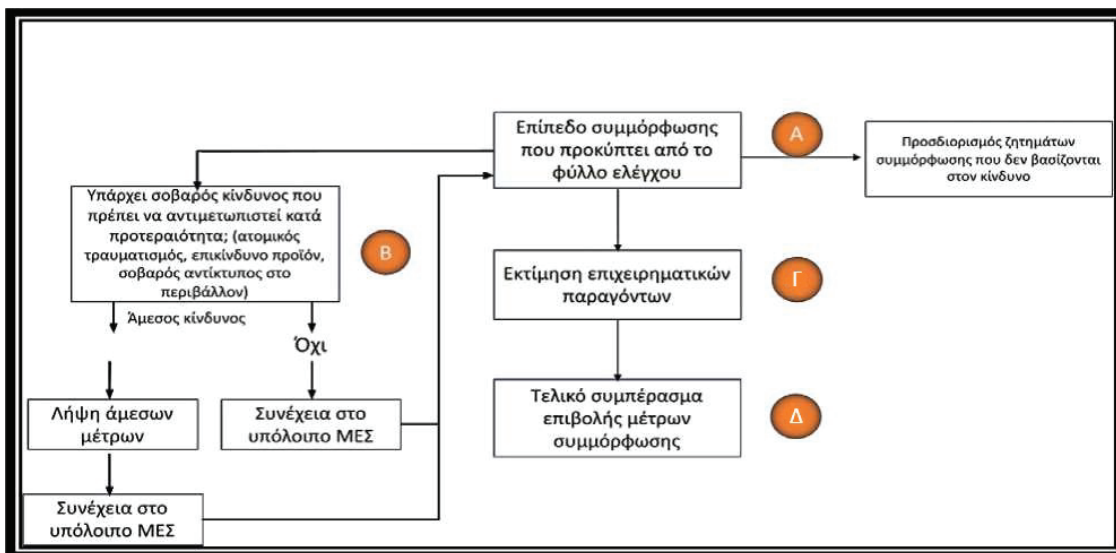 Επίπεδο συμμόρφωσης
που προκύπτει από το
φύλλο ελέγχου
Α
Προσδιορισμός ζητημάτων
συμμόρφωσης που δεν βασίζονται
στον κίνδυνο
Υπάρχει σοβαρός κίνδυνος που
πρέπει να αντιμετωπιστεί κατά
προτεραιότητα; (ατομικός
τραυματισμός, επικίνδυνο προϊόν,
σοβαρός αντίκτυπος στο
περιβάλλον)
Β
Εκτίμηση επιχειρηματικών
παραγόντων
Γ
Άμεσος κίνδυνος
Όχι
Λήψη άμεσων
μέτρων
Συνέχεια στο
υπόλοιπο ΜΕΣ
Τελικό συμπέρασμα
επιβολής μέτρων
συμμόρφωσης
Δ
Συνέχεια στο
υπόλοιπο ΜΕΣ